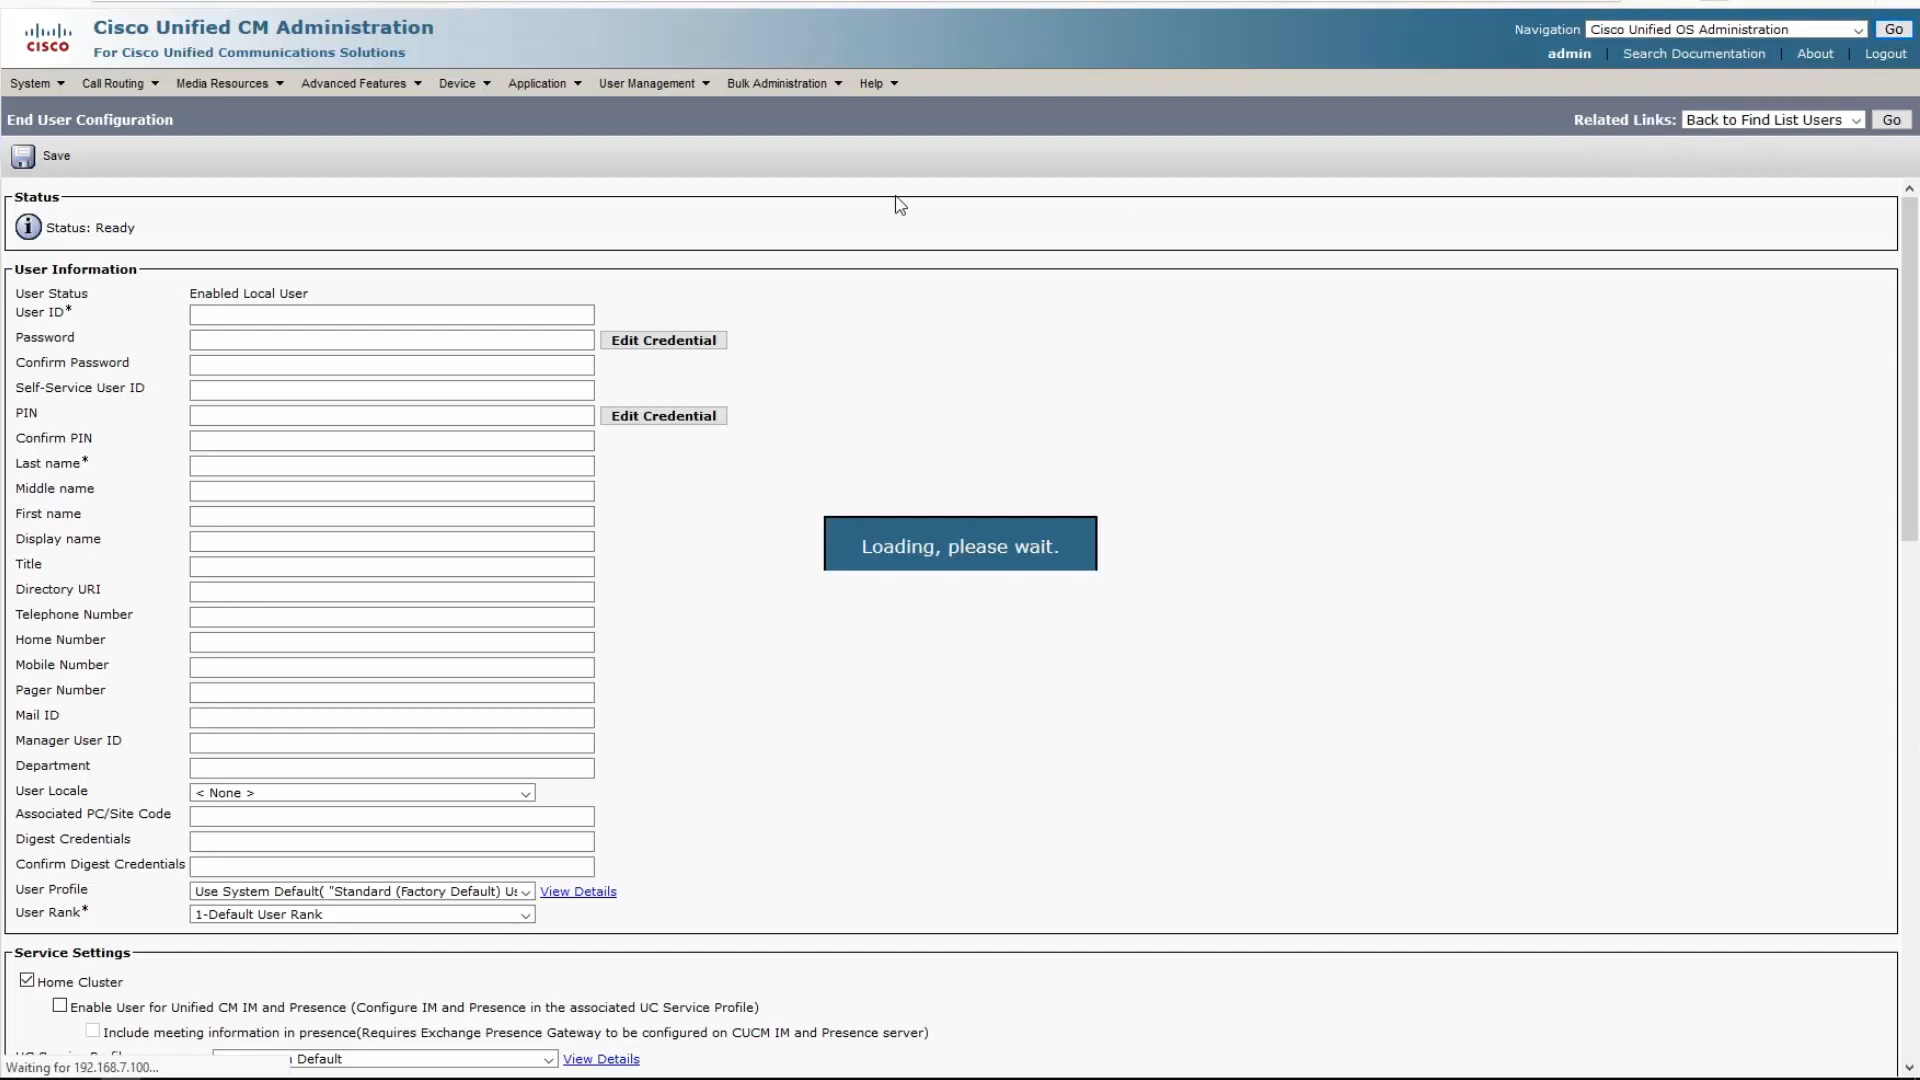 Cisco Unified CM Administration
For Cisco Unified Communications Solutions
CISCO
Navigation Cisco Unified OS Administration Go
admin | Search Documentation | About | Logout
System Call Routing Media Resources Advanced Features Device Application User Management Bulk Administration Help
End User Configuration Related Links: Back to Find List Users Go
Save
Status
Status: Ready
User Information
User Status Enabled Local User
User ID*
Password Edit Credential
Confirm Password
Self-Service User ID
PIN Edit Credential
Confirm PIN
Last name*
Middle name
First name
Display name
Loading, please wait.
Title
Directory URI
Telephone Number
Home Number
Mobile Number
Pager Number
Mail ID
Manager User ID
Department
User Locale < None >
Associated PC/Site Code
Digest Credentials
Confirm Digest Credentials
User Profile Use System Default( "Standard (Factory Default) Us View Details
User Rank* 1-Default User Rank
Service Settings
Home Cluster
Enable User for Unified CM IM and Presence (Configure IM and Presence in the associated UC Service Profile)
Include meeting information in presence(Requires Exchange Presence Gateway to be configured on CUCM IM and Presence server)
Default View Details
Waiting for 192.168.7.100...